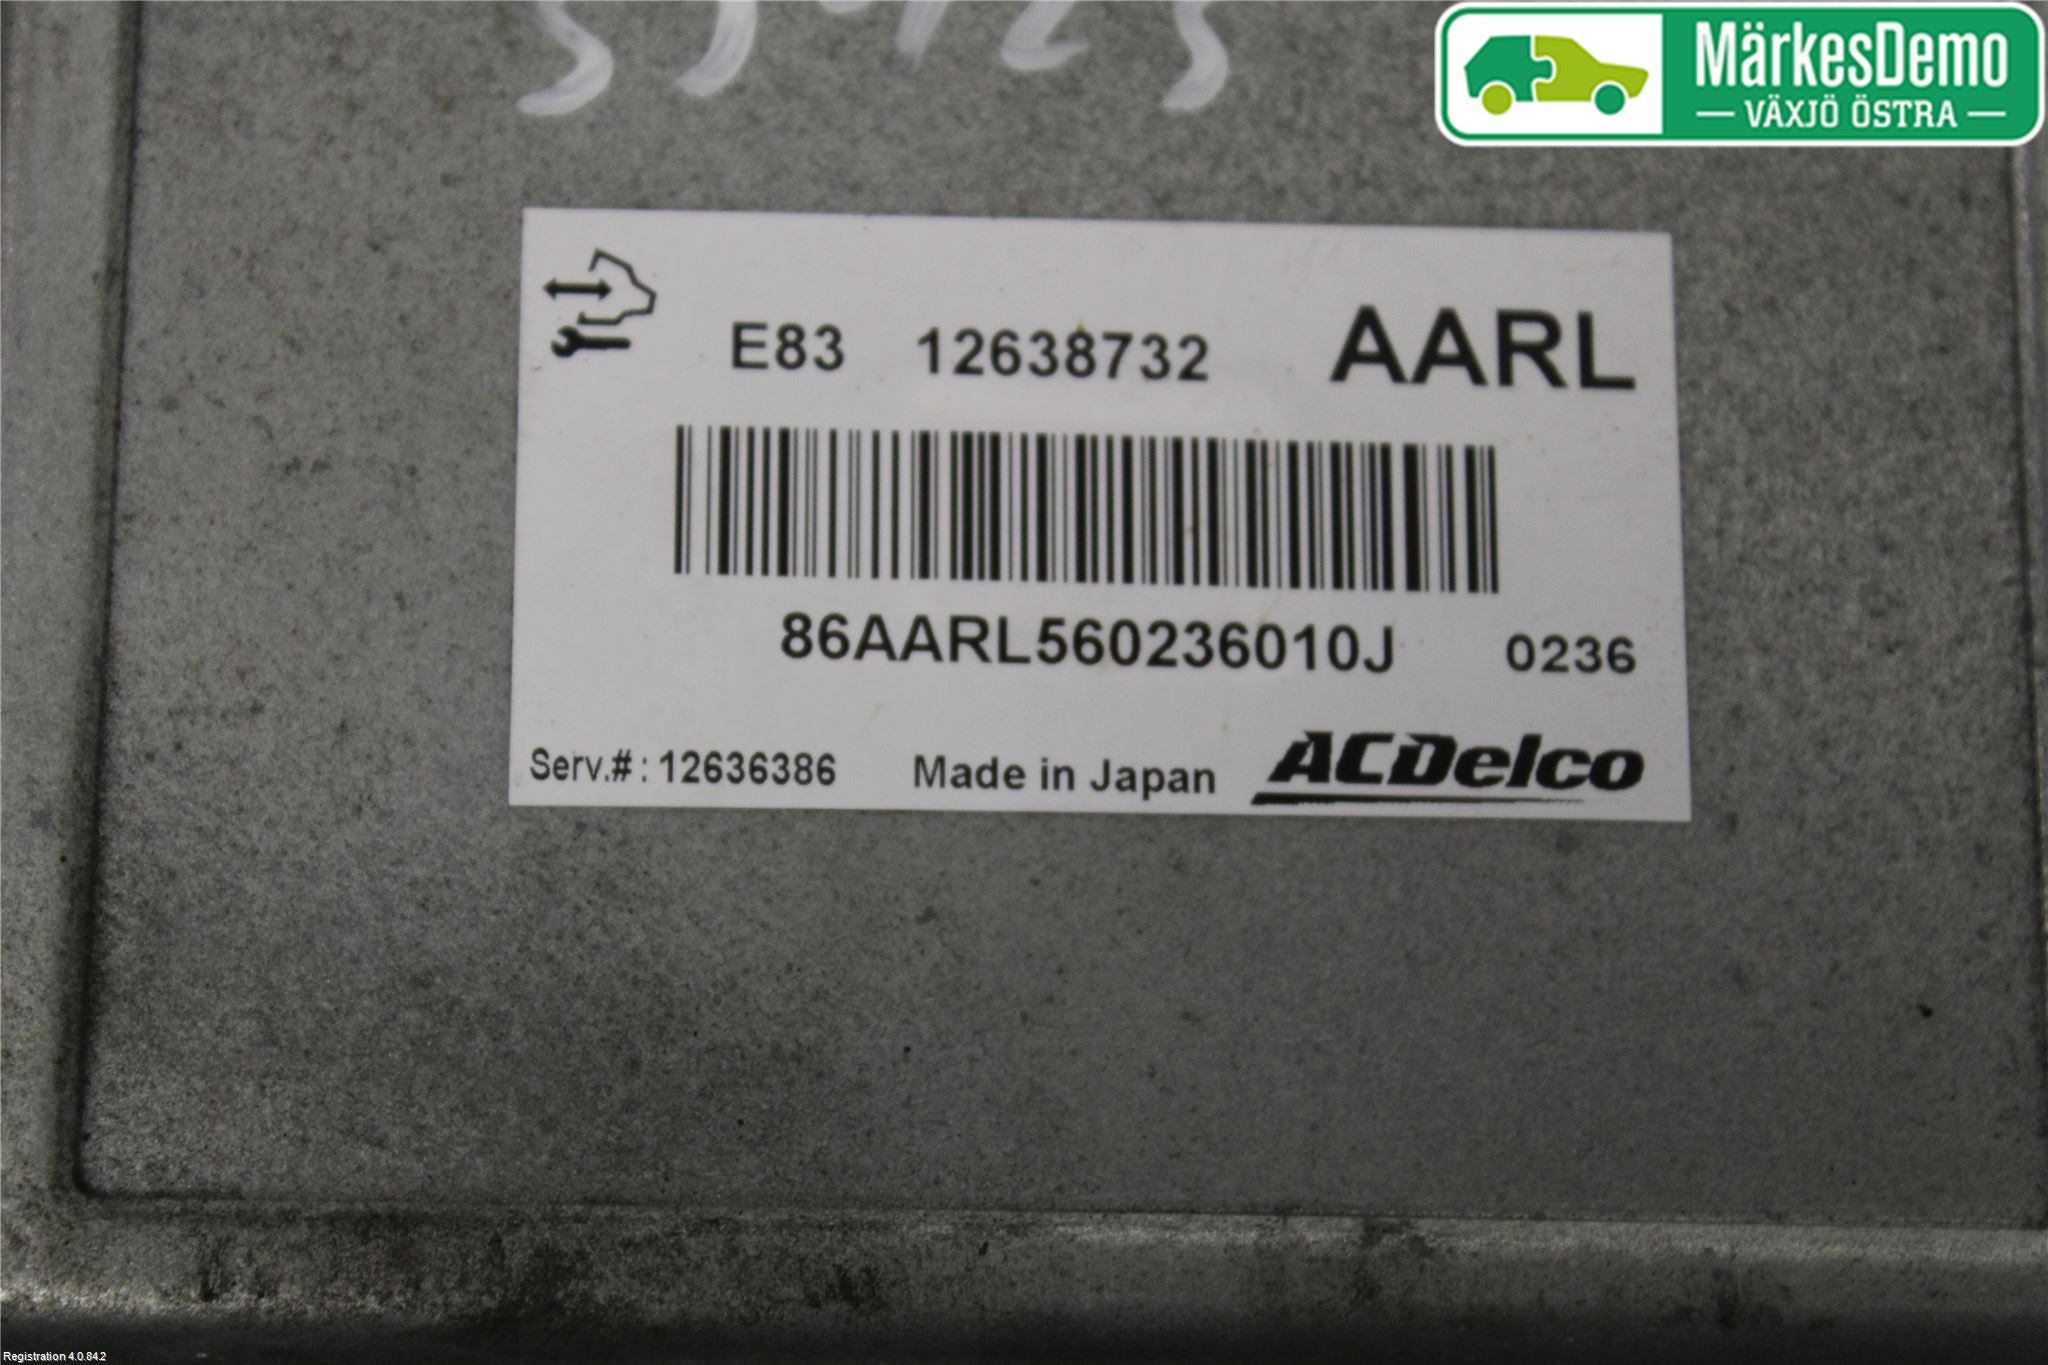 MärkesDemo
VÄXJÖ ÖSTRA
E83 12638732 AARL
86AARL560236010J 0236
Serv.#: 12636386 Made in Japan ACDelco
Registration 4.0.84.2